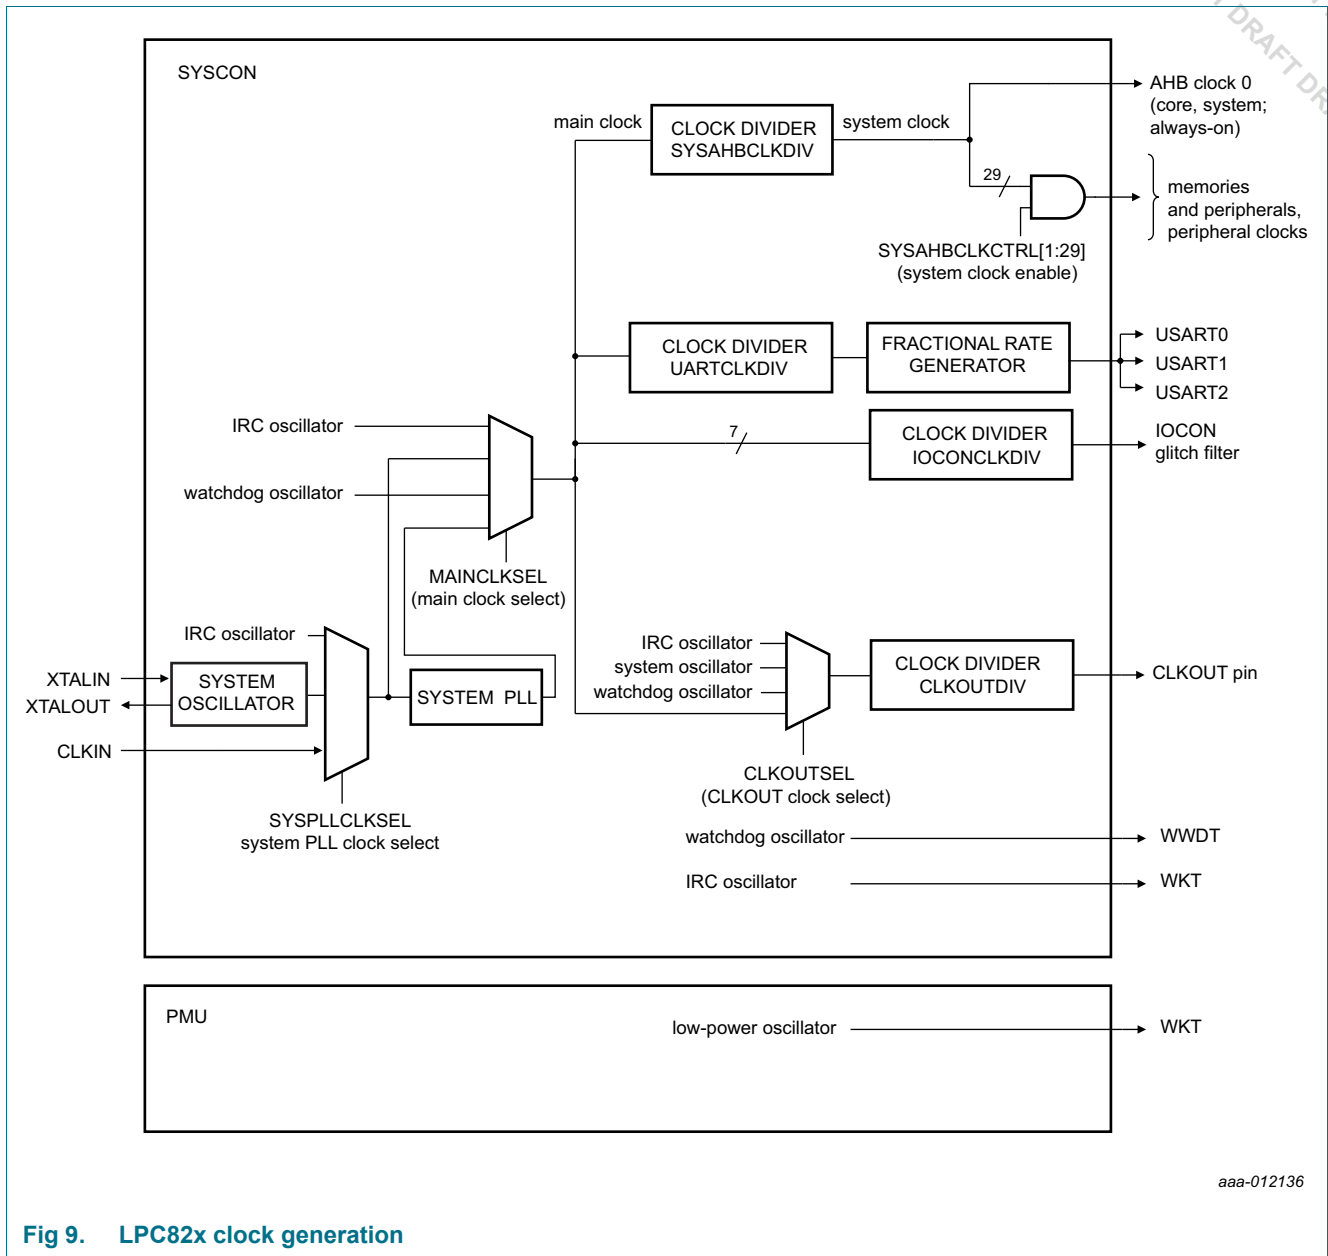 DRAFT DRA
SYSCON
AHB clock 0
(core, system;
always-on)
main clock
CLOCK DIVIDER
SYSAHBCLKDIV
system clock
29
memories
and peripherals,
peripheral clocks
SYSAHBCLKCTRL[1:29]
(system clock enable)
CLOCK DIVIDER
UARTCLKDIV
FRACTIONAL RATE
GENERATOR
USART0
USART1
USART2
IRC oscillator
7
CLOCK DIVIDER
IOCONCLKDIV
IOCON
glitch filter
watchdog oscillator
MAINCLKSEL
(main clock select)
IRC oscillator
XTALIN
XTALOUT
SYSTEM
OSCILLATOR
CLKIN
SYSTEM PLL
SYSPLLCLKSEL
system PLL clock select
IRC oscillator
system oscillator
watchdog oscillator
CLOCK DIVIDER
CLKOUTDIV
CLKOUT pin
CLKOUTSEL
(CLKOUT clock select)
watchdog oscillator
WWDT
IRC oscillator
WKT
PMU
low-power oscillator
WKT
aaa-012136
Fig 9. LPC82x clock generation